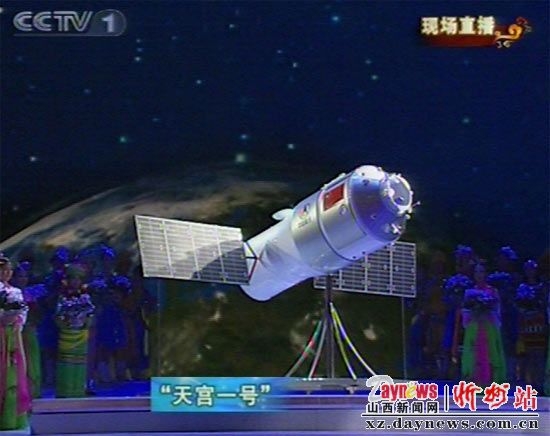 CCTV 1
现场直播
“天宫一号”
Daynews
山西新闻网
忻州站
xz.daynews.com.cn